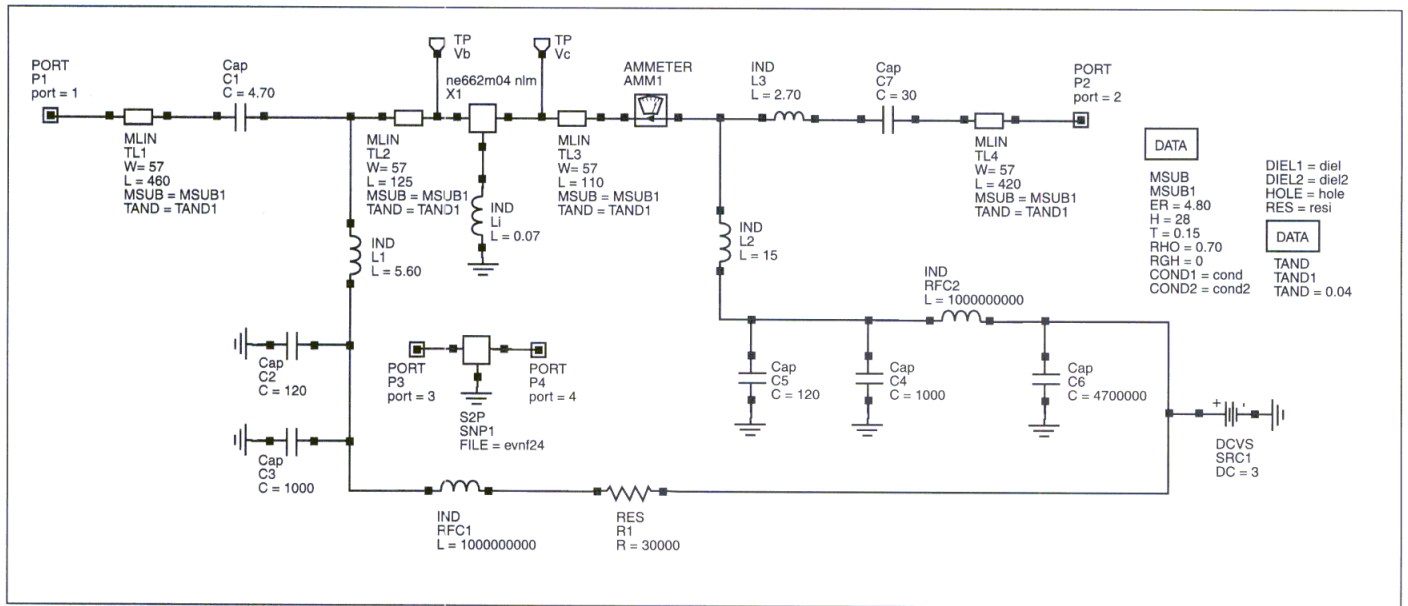 PORT
P1
port = 1
MLIN
TL1
W= 57
L = 460
MSUB = MSUB1
TAND = TAND1
Cap
C1
C = 4.70
MLIN
TL2
W= 57
L = 125
MSUB = MSUB1
TAND = TAND1
TP
Vb
ne662m04 nlm
X1
TP
Vc
IND
Li
L = 0.07
MLIN
TL3
W= 57
L = 110
MSUB = MSUB1
TAND = TAND1
AMMETER
AMM1
IND
L3
L = 2.70
Cap
C7
C = 30
MLIN
TL4
W= 57
L = 420
MSUB = MSUB1
TAND = TAND1
PORT
P2
port = 2
DATA
MSUB
MSUB1
ER = 4.80
H = 28
T = 0.15
RHO = 0.70
RGH = 0
COND1 = cond
COND2 = cond2
DIEL1 = diel
DIEL2 = diel2
HOLE = hole
RES = resi
DATA
TAND
TAND1
TAND = 0.04
IND
L1
L = 5.60
IND
L2
L = 15
IND
RFC2
L = 1000000000
Cap
C2
C = 120
PORT
P3
port = 3
S2P
SNP1
FILE = evnf24
PORT
P4
port = 4
Cap
C5
C = 120
Cap
C4
C = 1000
Cap
C6
C = 4700000
+ -
DCVS
SRC1
DC = 3
Cap
C3
C = 1000
IND
RFC1
L = 1000000000
RES
R1
R = 30000